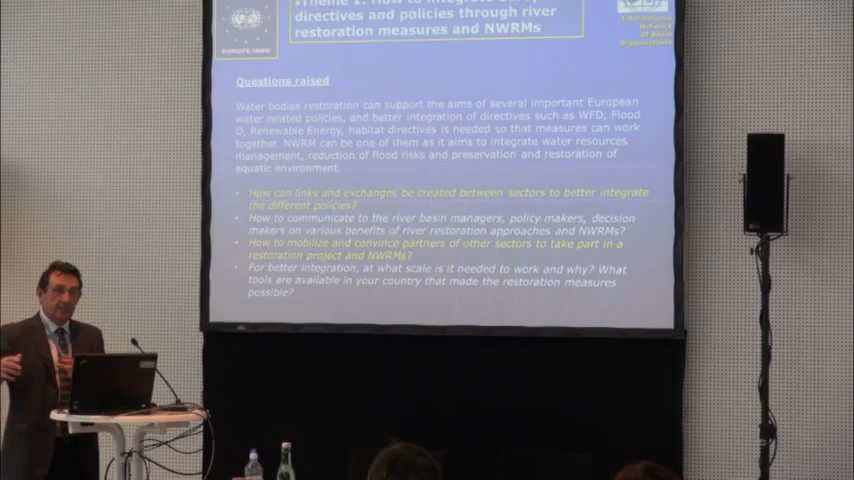 •Theme 1: How to integrate Europ
directives and policies through river
restoration measures and NWRMs
EUROPE-INBO
International
Network
Of Basin
Organizations
Questions raised
Water bodies restoration can support the aims of several important European
water related policies, and better integration of directives such as WFD, Flood
D, Renewable Energy, habitat directives is needed so that measures can work
together. NWRM can be one of them as it aims to integrate water resources
management, reduction of flood risks and preservation and restoration of
aquatic environment.
• How can links and exchanges be created between sectors to better integrate
the different policies?
• How to communicate to the river basin managers, policy makers, decision
makers on various benefits of river restoration approaches and NWRMs?
• How to mobilize and convince partners of other sectors to take part in a
restoration project and NWRMs?
• For better integration, at what scale is it needed to work and why? What
tools are available in your country that made the restoration measures
possible?